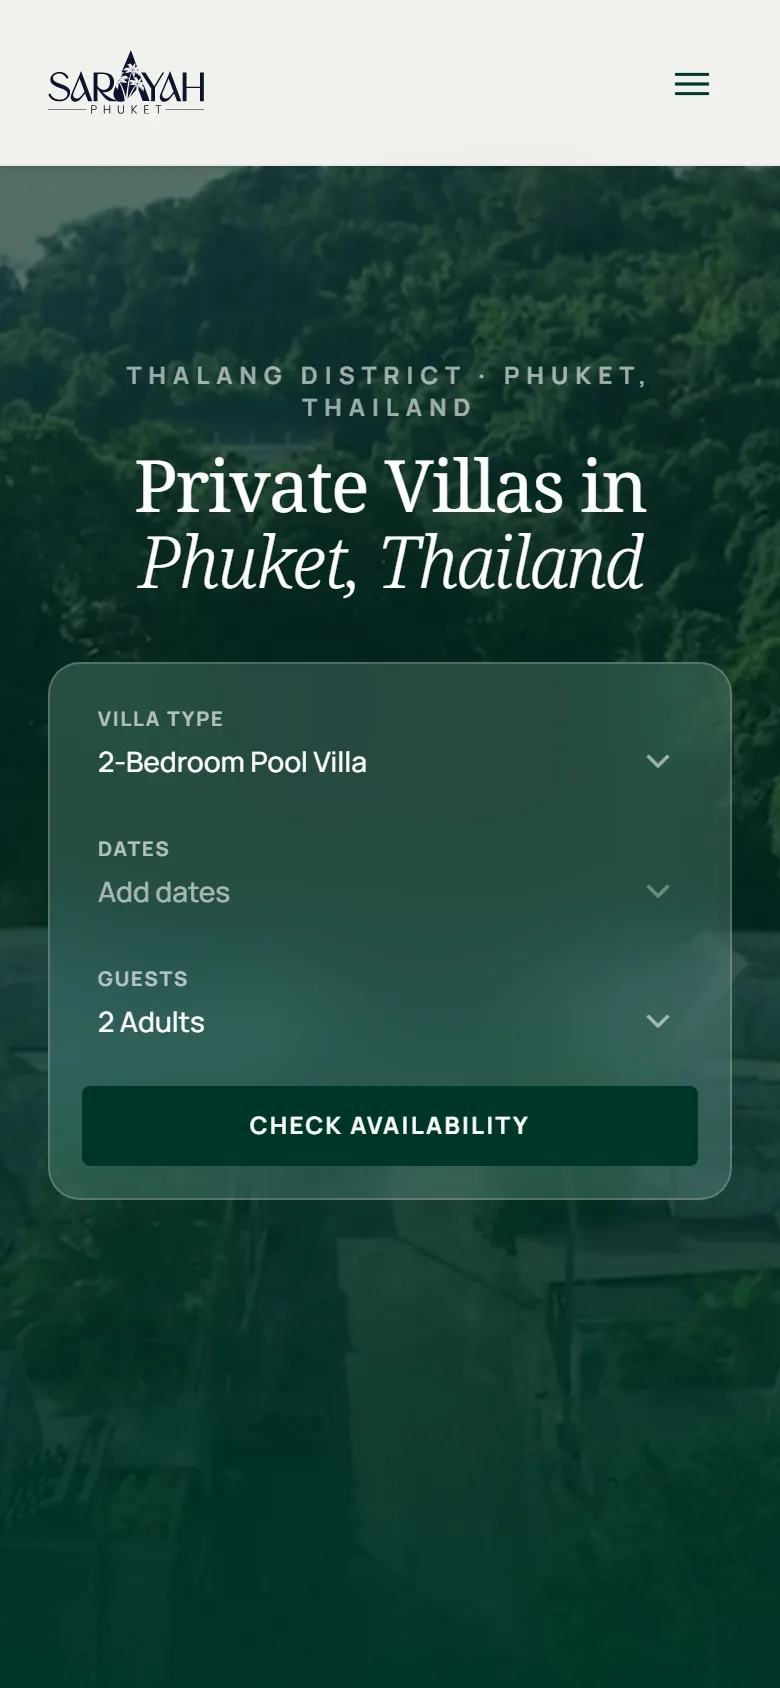 SARAYAH
PHUKET
THALANG DISTRICT · PHUKET,
THAILAND
Private Villas in
Phuket, Thailand
VILLA TYPE
2-Bedroom Pool Villa
DATES
Add dates
GUESTS
2 Adults
CHECK AVAILABILITY